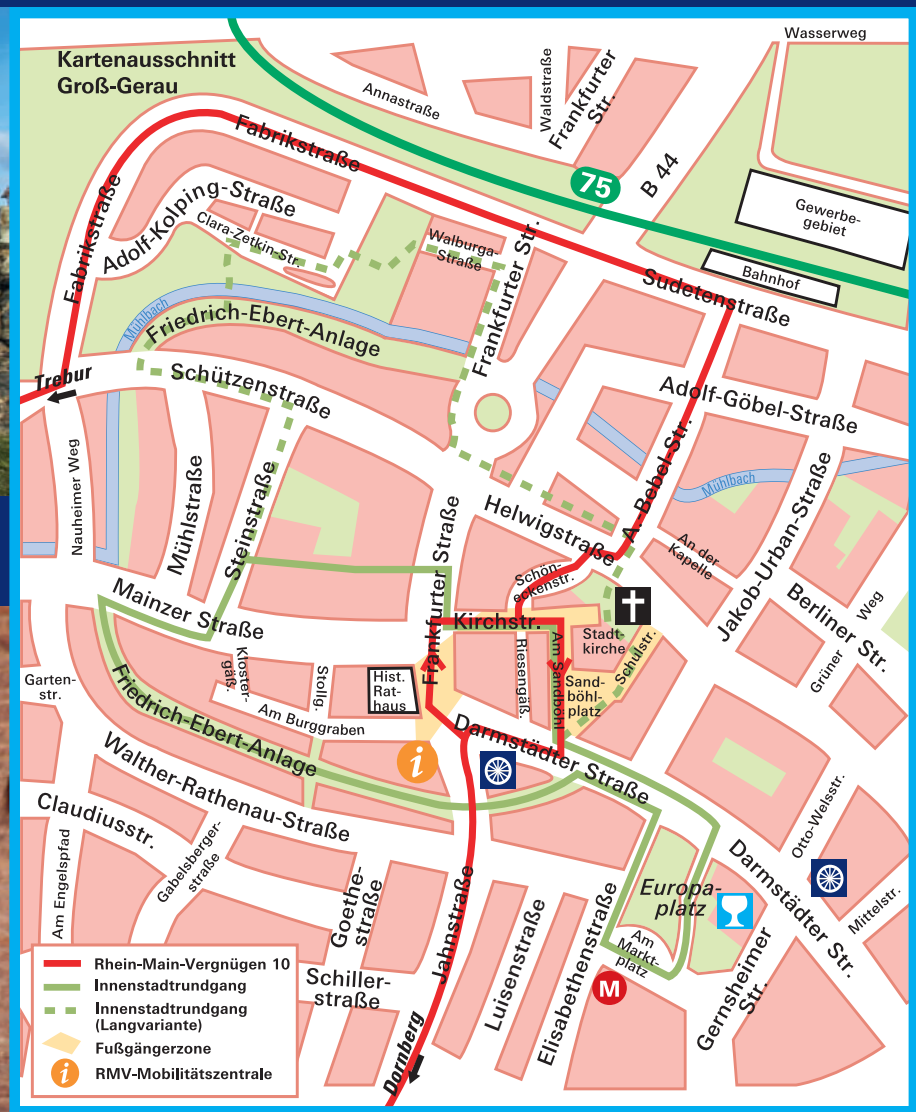 Kartenausschnitt
Groß-Gerau
Wasserweg
Annastraße
Waldstraße
Frankfurter
Str.
B 44
75
Gewerbe-
gebiet
Bahnhof
Fabrikstraße
Fabrikstraße
Adolf-Kolping-Straße
Clara-Zetkin-Str.
Walburga-
Straße
Frankfurter Str.
Sudetenstraße
Mühlbach
Friedrich-Ebert-Anlage
Trebur
Schützenstraße
Adolf-Göbel-Straße
A.-Bebel-Str.
Mühlbach
Nauheimer Weg
Mühlstraße
Steinstraße
Frankfurter Straße
Helwigstraße
Schön-
eckenstr.
An der
Kapelle
Jakob-Urban-Straße
Berliner Str.
Grüner Weg
Mainzer Straße
Kirchstr.
Am Sandböhl
Stadt-
kirche
Schulstr.
Riesengäß.
Sand-
böhl-
platz
Garten-
str.
Kloster-
gäß.
Stollg.
Hist.
Rat-
haus
Am Burggraben
Friedrich-Ebert-Anlage
i
Darmstädter Straße
Walther-Rathenau-Straße
Claudiusstr.
Am Engelspfad
Gabelsberger-
straße
Goethe-
straße
Schiller-
straße
Jahnstraße
Dornberg
Luisenstraße
Elisabethenstraße
Europa-
platz
Am
Markt-
platz
M
Gernsheimer
Str.
Darmstädter Str.
Otto-Welsstr.
Mittelstr.
Rhein-Main-Vergnügen 10
Innenstadtrundgang
Innenstadtrundgang
(Langvariante)
Fußgängerzone
i RMV-Mobilitätszentrale